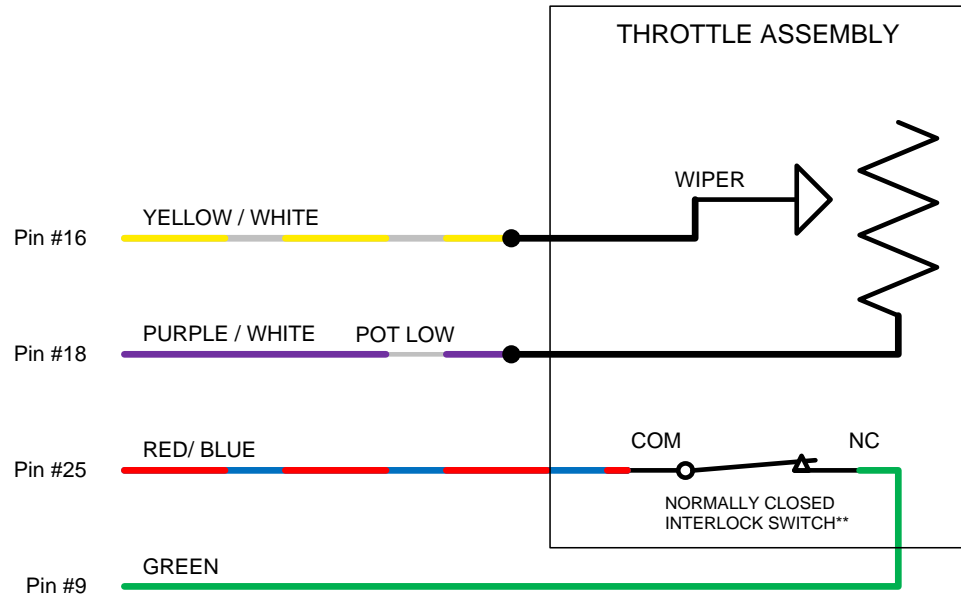 THROTTLE ASSEMBLY
WIPER
YELLOW / WHITE
Pin #16
PURPLE / WHITE POT LOW
Pin #18
RED/ BLUE
COM NC
Pin #25
NORMALLY CLOSED
INTERLOCK SWITCH**
GREEN
Pin #9